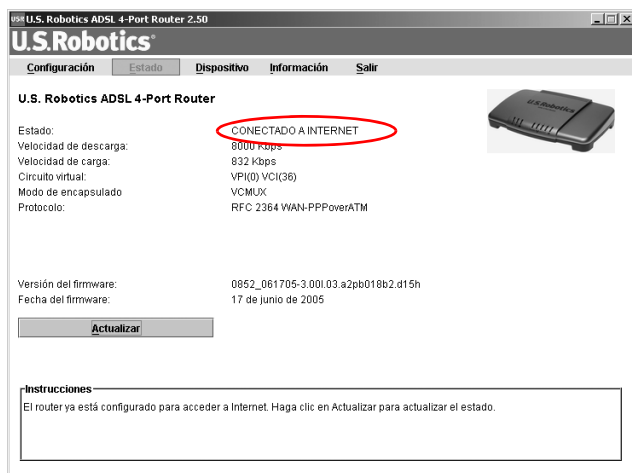 USR U.S. Robotics ADSL 4-Port Router 2.50
U.S.Robotics
Configuración Estado Dispositivo Información Salir
U.S. Robotics ADSL 4-Port Router
U.S.Robotics
Estado: CONECTADO A INTERNET
Velocidad de descarga: 8000 Kbps
Velocidad de carga: 832 Kbps
Circuito virtual: VPI(0) VCI(36)
Modo de encapsulado VCMUX
Protocolo: RFC 2364 WAN-PPPoverATM
Versión del firmware: 0852_061705-3.00I.03.a2pb018b2.d15h
Fecha del firmware: 17 de junio de 2005
Actualizar
Instrucciones
El router ya está configurado para acceder a Internet. Haga clic en Actualizar para actualizar el estado.